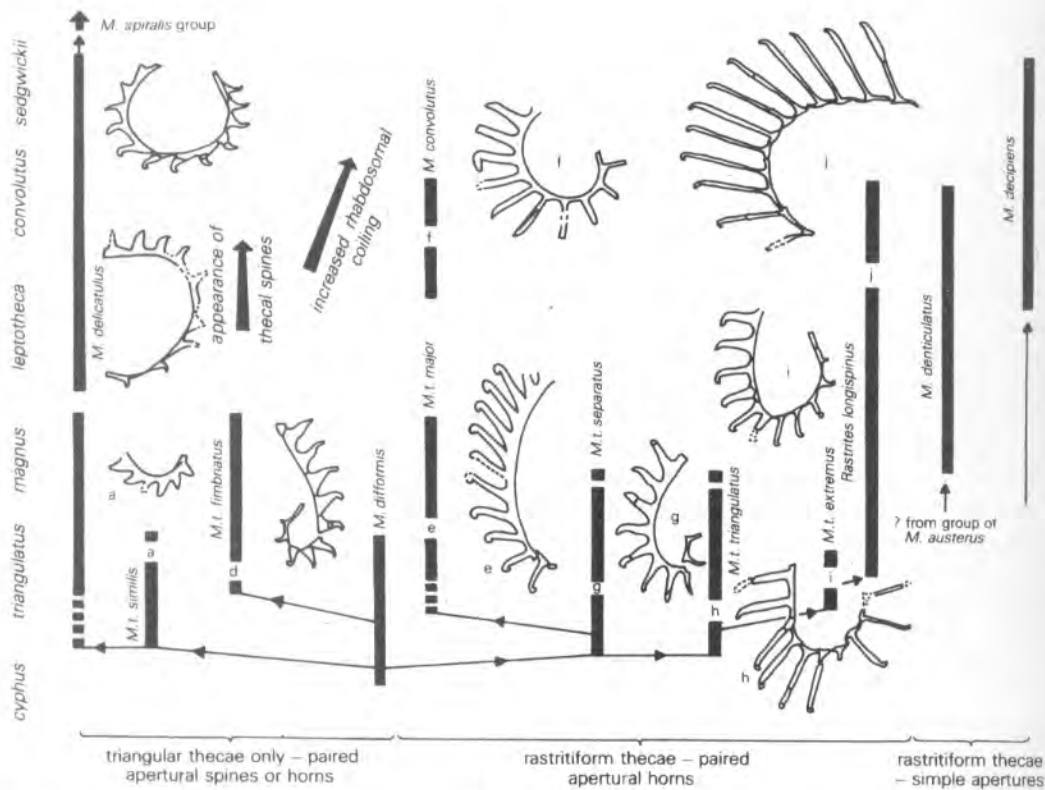 M. spiralis group
sedgwickii
convolutus
leptotheca
magnus
triangulatus
cyphus
M. delicatulus
appearance of
thecal spines
increased rhabdosomal
coiling
M. convolutus
f
i
j
M. decipiens
M.t. major
M.t. separatus
Rastrites longispinus
j
i
M. denticulatus
a
a
M.t. similis
M.t. fimbriatus
d
M. difformis
e
e
g
g
M.t. triangulatus
h
h
M.t. extremus
i
? from group of
M. austerus
triangular thecae only – paired
apertural spines or horns
rastritiform thecae – paired
apertural horns
rastritiform thecae
– simple apertures